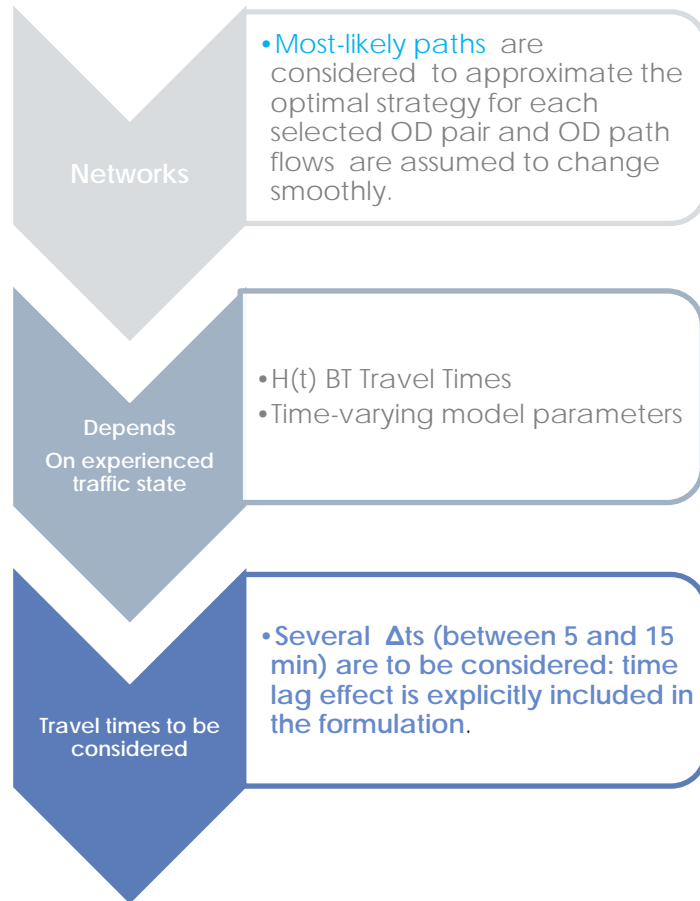 Networks
•Most-likely paths are
considered to approximate the
optimal strategy for each
selected OD pair and OD path
flows are assumed to change
smoothly.
Depends
On experienced
traffic state
•H(t) BT Travel Times
•Time-varying model parameters
Travel times to be
considered
•Several Δts (between 5 and 15
min) are to be considered: time
lag effect is explicitly included in
the formulation.